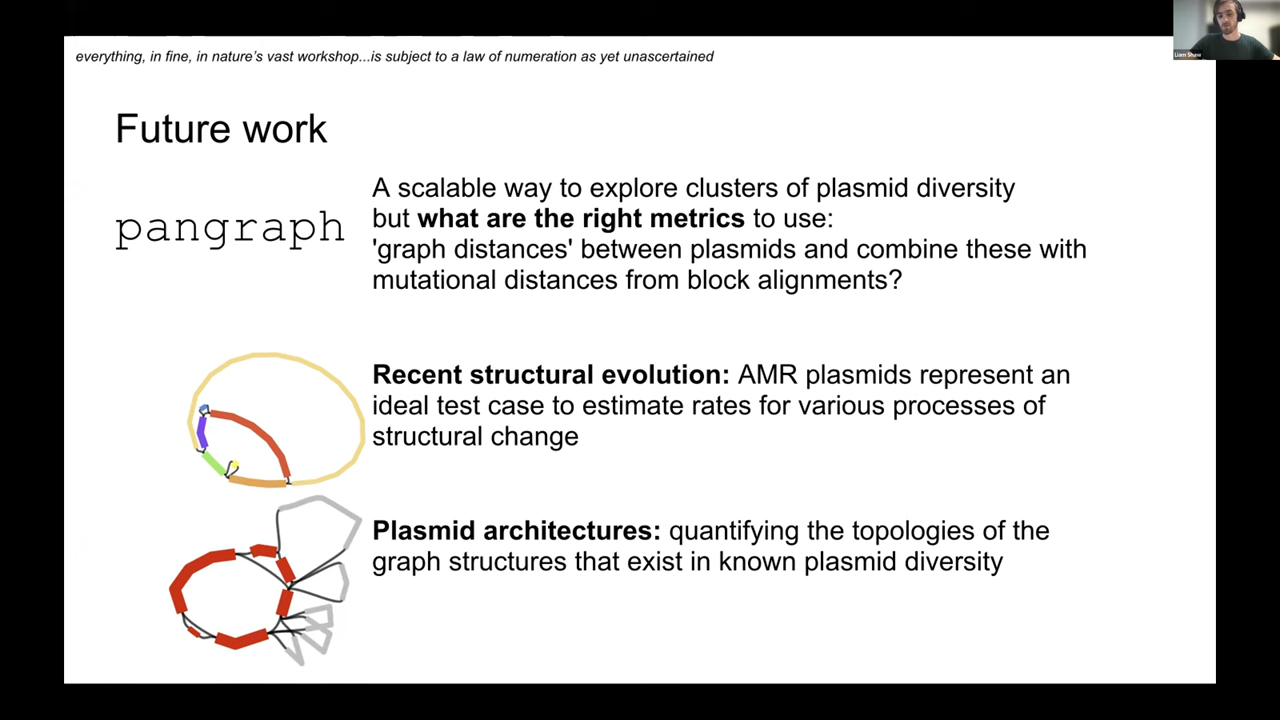 everything, in fine, in nature's vast workshop...is subject to a law of numeration as yet unascertained
Liam Shaw
Future work
pangraph
A scalable way to explore clusters of plasmid diversity
but what are the right metrics to use:
'graph distances' between plasmids and combine these with
mutational distances from block alignments?
Recent structural evolution: AMR plasmids represent an
ideal test case to estimate rates for various processes of
structural change
Plasmid architectures: quantifying the topologies of the
graph structures that exist in known plasmid diversity